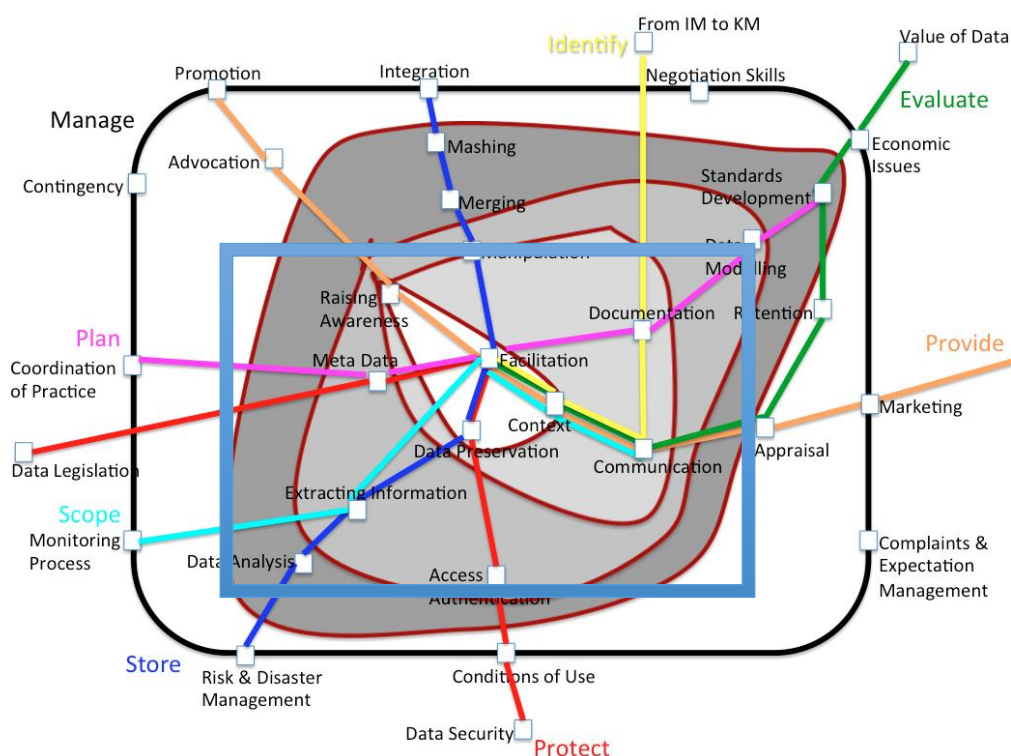 From IM to KM
Identify
Value of Data
Promotion
Integration
Negotiation Skills
Evaluate
Manage
Mashing
Economic
Issues
Advocation
Contingency
Standards
Development
Merging
Data
Modelling
Manipulation
Raising
Awareness
Documentation
Retention
Plan
Provide
Coordination
of Practice
Meta Data
Facilitation
Marketing
Context
Data Legislation
Data Preservation
Communication
Appraisal
Extracting Information
Scope
Monitoring
Process
Complaints &
Expectation
Management
Data Analysis
Access
Authentication
Store
Risk & Disaster
Management
Conditions of Use
Data Security
Protect